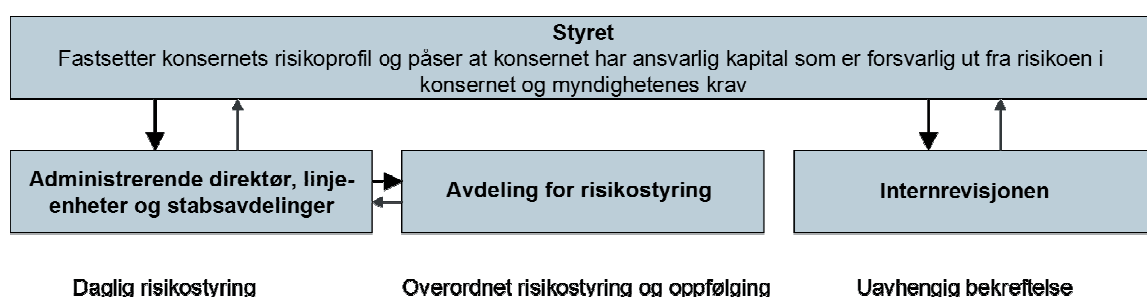 Styret
Fastsetter konsernets risikoprofil og påser at konsernet har ansvarlig kapital som er forsvarlig ut fra risikoen i
konsernet og myndighetenes krav
Administrerende direktør, linje-
enheter og stabsavdelinger
Avdeling for risikostyring
Internrevisjonen
Daglig risikostyring
Overordnet risikostyring og oppfølging
Uavhengig bekreftelse